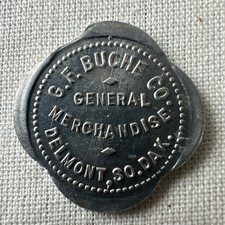 G.F. BUCHE CO.
GENERAL
MERCHANDISE
DELMONT, SO. DAK.